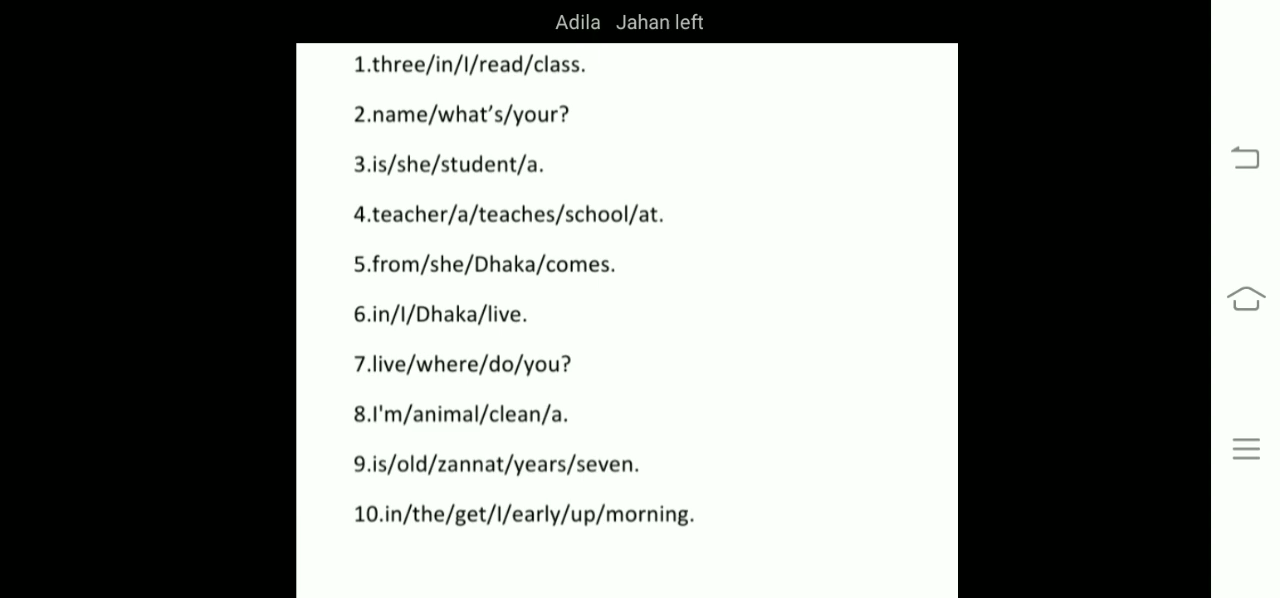 Adila Jahan left
1.three/in/I/read/class.
2.name/what’s/your?
3.is/she/student/a.
4.teacher/a/teaches/school/at.
5.from/she/Dhaka/comes.
6.in/I/Dhaka/live.
7.live/where/do/you?
8.I'm/animal/clean/a.
9.is/old/zannat/years/seven.
10.in/the/get/I/early/up/morning.